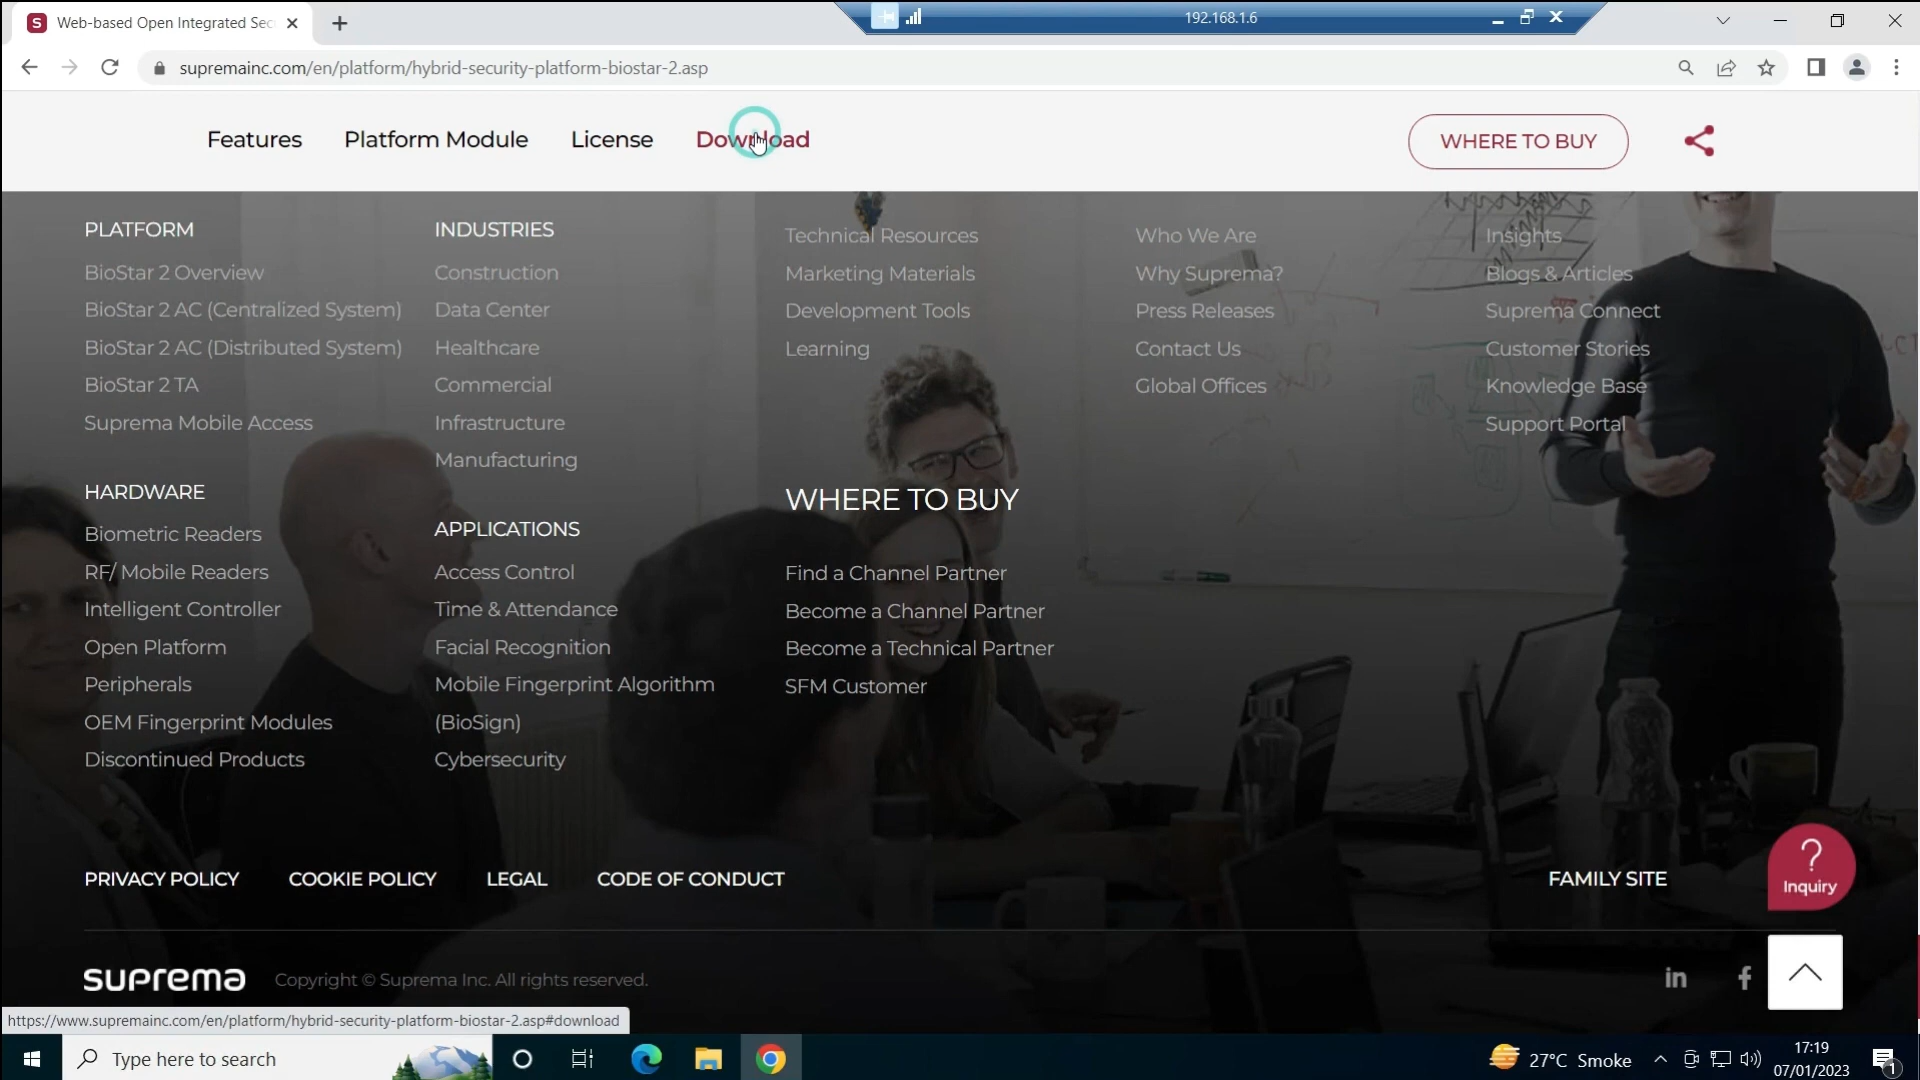 Web-based Open Integrated Sec
192.168.1.6
supremainc.com/en/platform/hybrid-security-platform-biostar-2.asp
Features
Platform Module
License
Download
WHERE TO BUY
PLATFORM
BioStar 2 Overview
BioStar 2 AC (Centralized System)
BioStar 2 AC (Distributed System)
BioStar 2 TA
Suprema Mobile Access
HARDWARE
Biometric Readers
RF/ Mobile Readers
Intelligent Controller
Open Platform
Peripherals
OEM Fingerprint Modules
Discontinued Products
INDUSTRIES
Construction
Data Center
Healthcare
Commercial
Infrastructure
Manufacturing
APPLICATIONS
Access Control
Time & Attendance
Facial Recognition
Mobile Fingerprint Algorithm
(BioSign)
Cybersecurity
Technical Resources
Marketing Materials
Development Tools
Learning
WHERE TO BUY
Find a Channel Partner
Become a Channel Partner
Become a Technical Partner
SFM Customer
Who We Are
Why Suprema?
Press Releases
Contact Us
Global Offices
Insights
Blogs & Articles
Suprema Connect
Customer Stories
Knowledge Base
Support Portal
PRIVACY POLICY
COOKIE POLICY
LEGAL
CODE OF CONDUCT
FAMILY SITE
?
Inquiry
suprema
Copyright © Suprema Inc. All rights reserved.
in
f
https://www.supremainc.com/en/platform/hybrid-security-platform-biostar-2.asp#download
Type here to search
27°C Smoke
17:19
07/01/2023
1